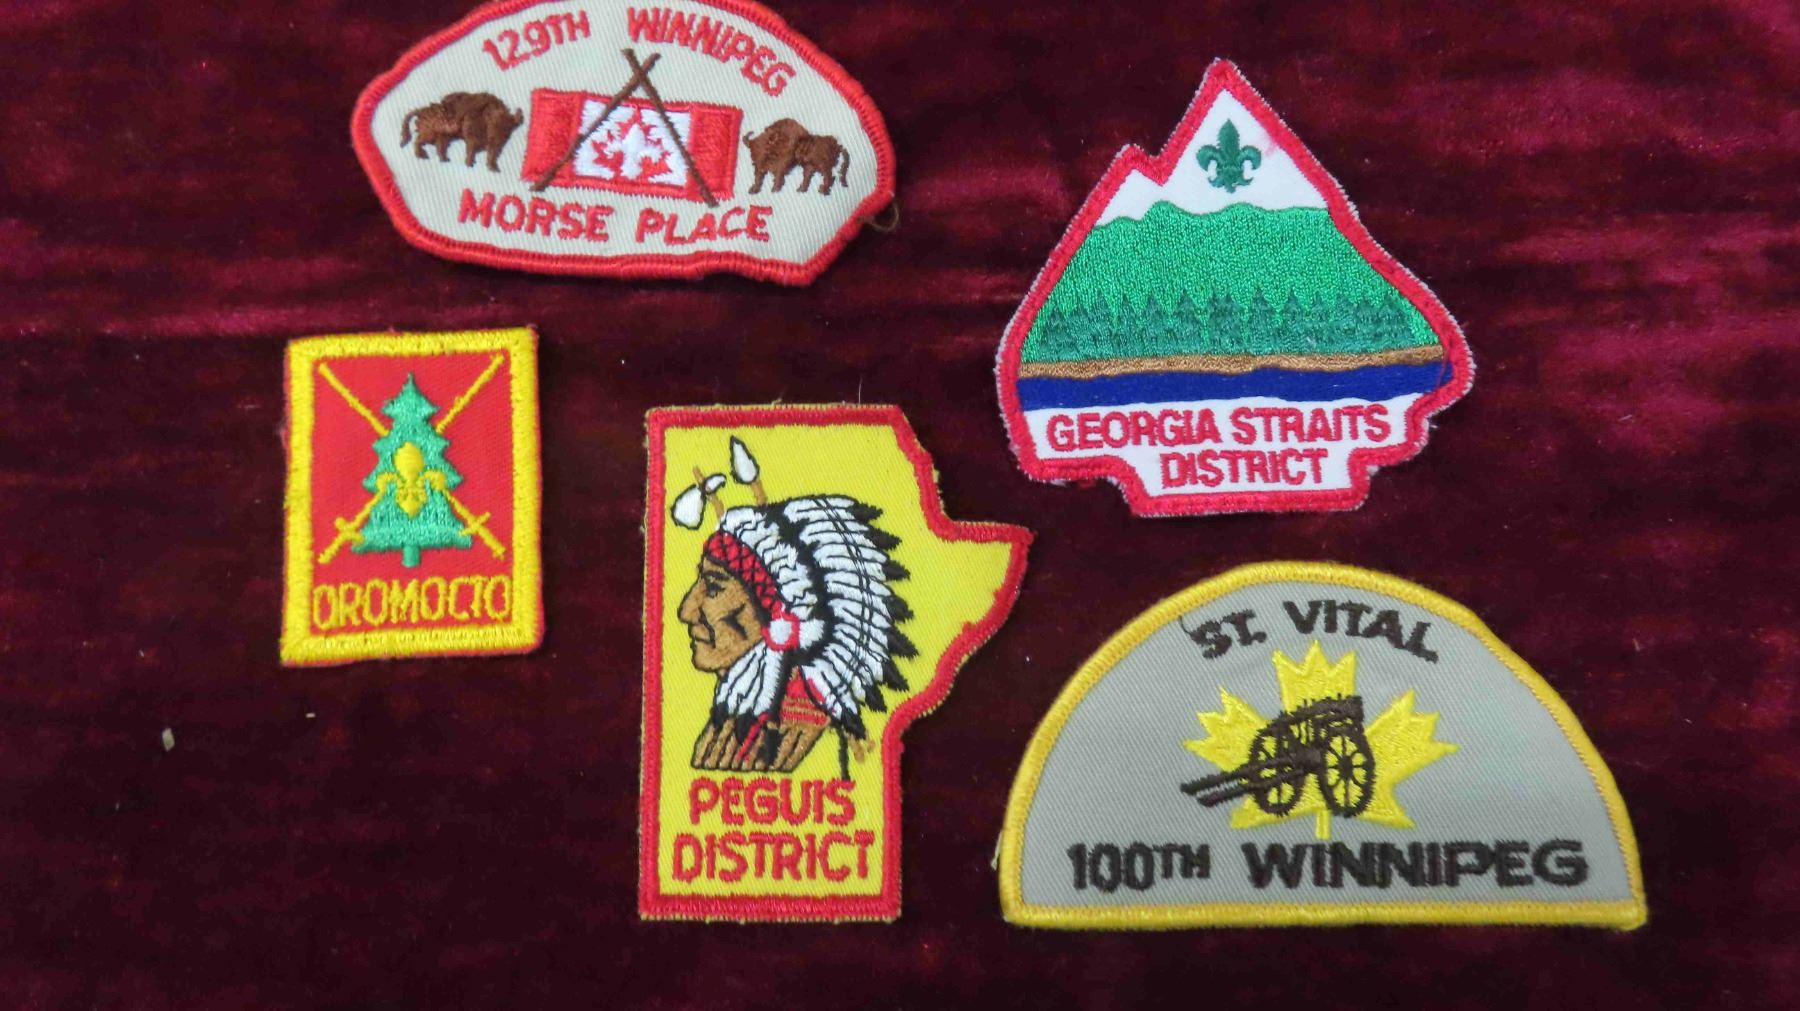 129TH WINNIPEG
MORSE PLACE
GEORGIA STRAITS
DISTRICT
OROMOCTO
PEGUIS
DISTRICT
ST. VITAL
100TH WINNIPEG